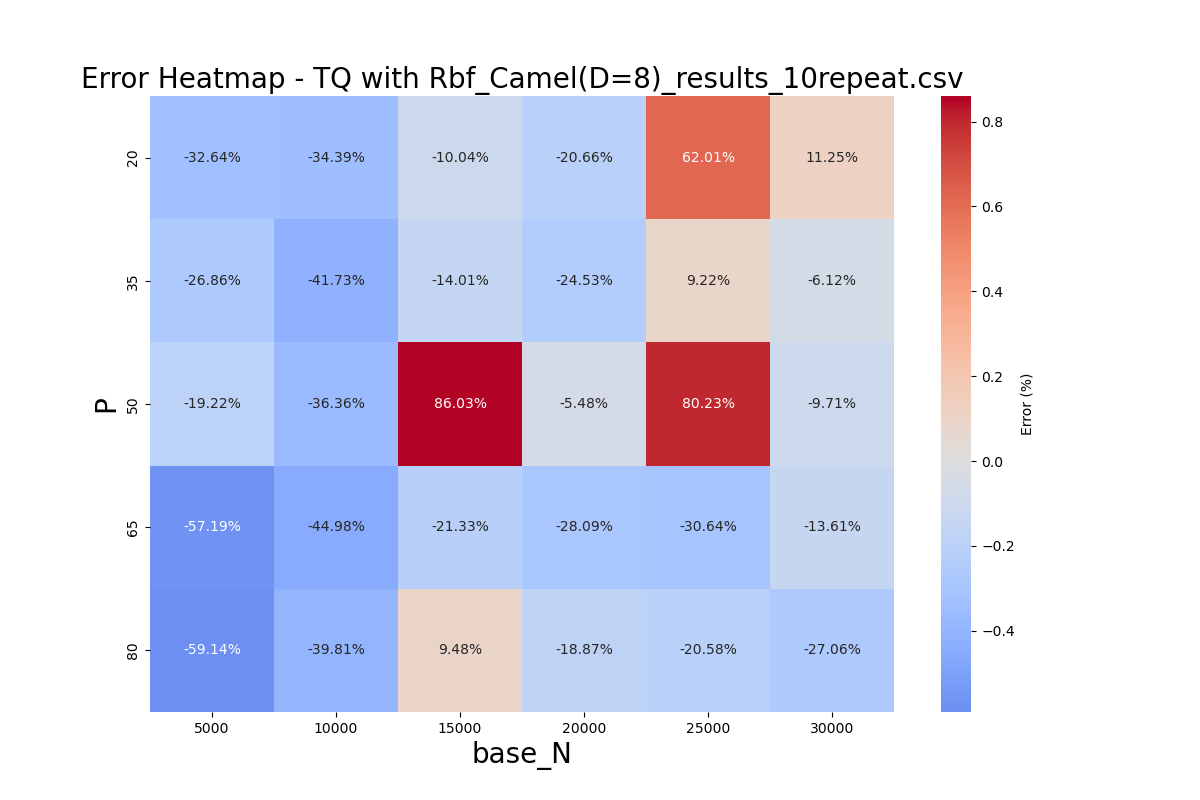 Error Heatmap - TQ with Rbf_Camel(D=8)_results_10repeat.csv
20 -32.64% -34.39% -10.04% -20.66% 62.01% 11.25%
35 -26.86% -41.73% -14.01% -24.53% 9.22% -6.12%
P
50 -19.22% -36.36% 86.03% -5.48% 80.23% -9.71%
65 -57.19% -44.98% -21.33% -28.09% -30.64% -13.61%
80 -59.14% -39.81% 9.48% -18.87% -20.58% -27.06%
5000 10000 15000 20000 25000 30000
base_N
0.8
0.6
0.4
0.2
0.0
−0.2
−0.4
Error (%)